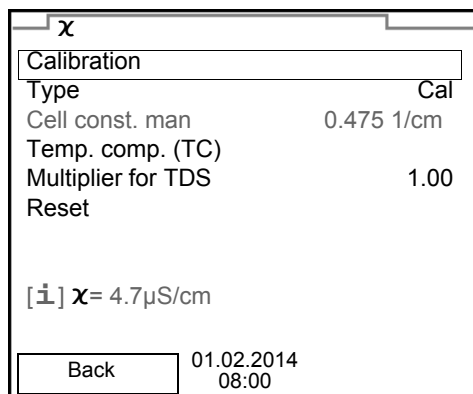 χ
Calibration
Type Cal
Cell const. man 0.475 1/cm
Temp. comp. (TC)
Multiplier for TDS 1.00
Reset
[i] χ= 4.7µS/cm
Back 01.02.2014
08:00